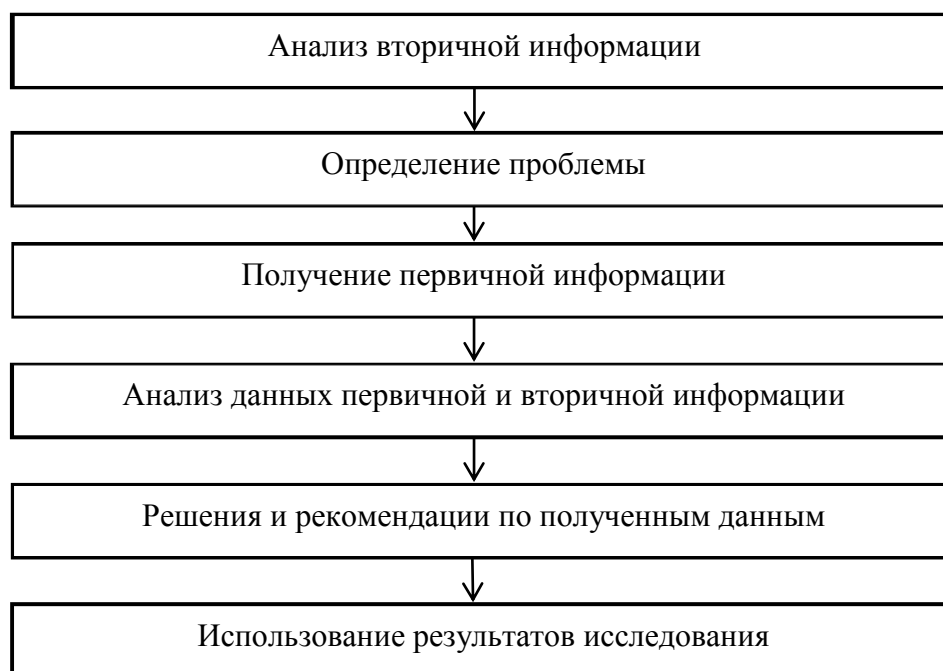 Анализ вторичной информации
Определение проблемы
Получение первичной информации
Анализ данных первичной и вторичной информации
Решения и рекомендации по полученным данным
Использование результатов исследования